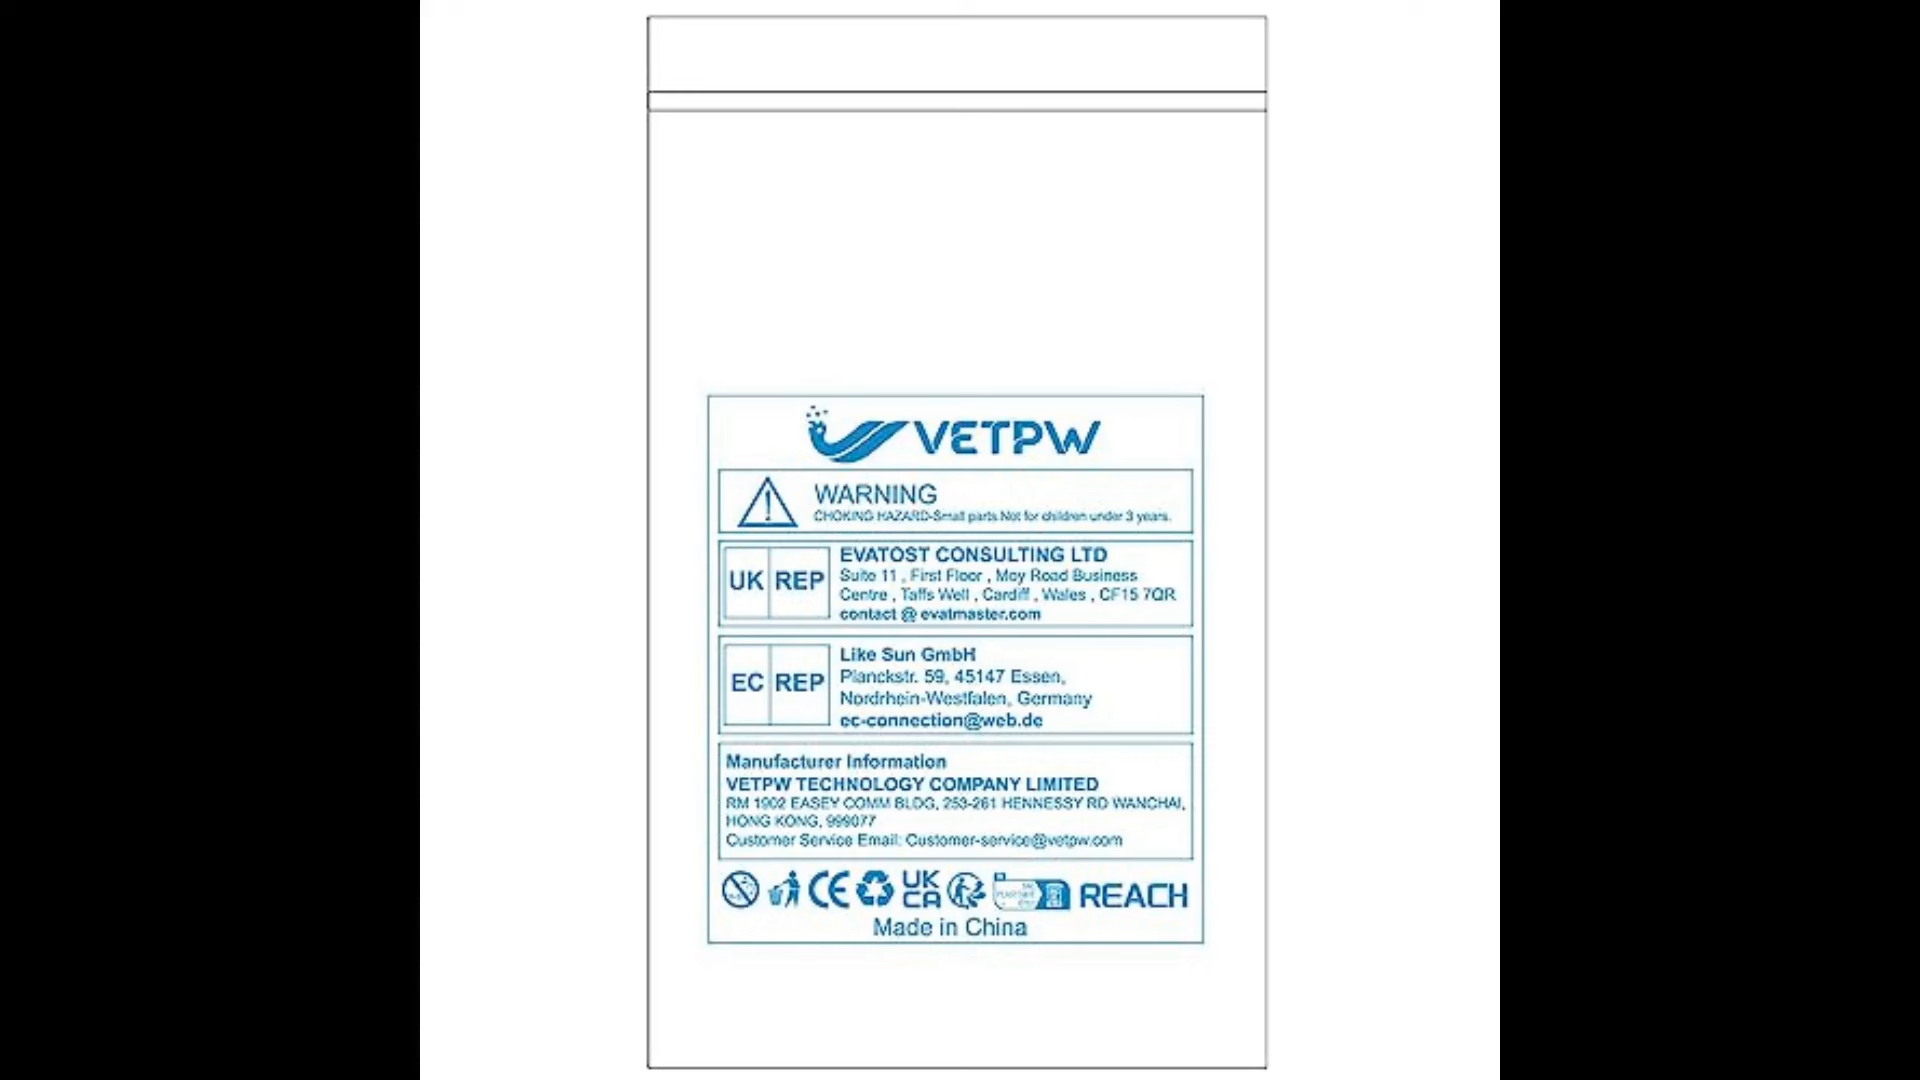 VETPW
WARNING
CHOKING HAZARD-Small parts.Not for children under 3 years.
UK REP
EVATOST CONSULTING LTD
Suite 11 , First Floor , Moy Road Business
Centre , Taffs Well , Cardiff , Wales , CF15 7QR
contact @ evatmaster.com
EC REP
Like Sun GmbH
Planckstr. 59, 45147 Essen,
Nordrhein-Westfalen, Germany
ec-connection@web.de
Manufacturer Information
VETPW TECHNOLOGY COMPANY LIMITED
RM 1902 EASEY COMM BLDG, 253-261 HENNESSY RD WANCHAI,
HONG KONG, 999077
Customer Service Email: Customer-service@vetpw.com
CE UK CA REACH
Made in China